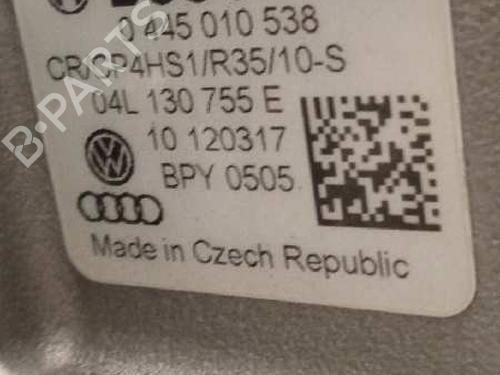 0 445 010 538
CR/CP4HS1/R35/10-S
04L 130 755 E
10 120317
BPY 0505
Made in Czech Republic
B-PARTS